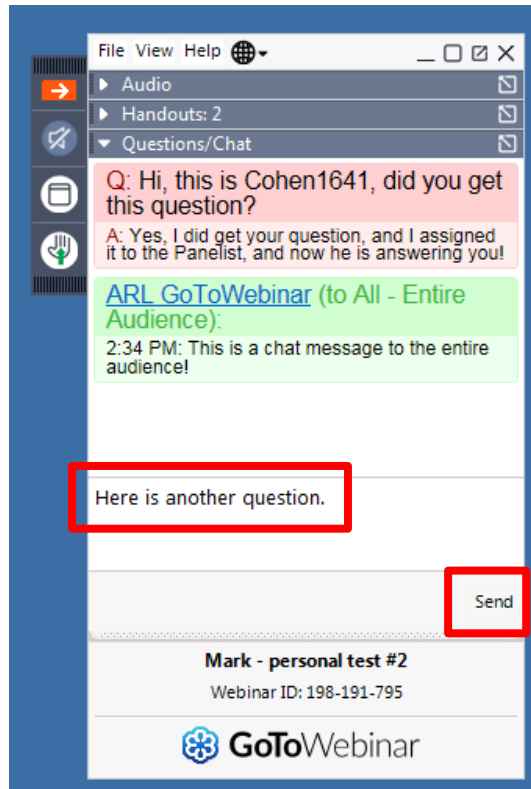 File View Help
Audio
Handouts: 2
Questions/Chat
Q: Hi, this is Cohen1641, did you get
this question?
A: Yes, I did get your question, and I assigned
it to the Panelist, and now he is answering you!
ARL GoToWebinar (to All - Entire
Audience):
2:34 PM: This is a chat message to the entire
audience!
Here is another question.
Send
Mark - personal test #2
Webinar ID: 198-191-795
GoToWebinar